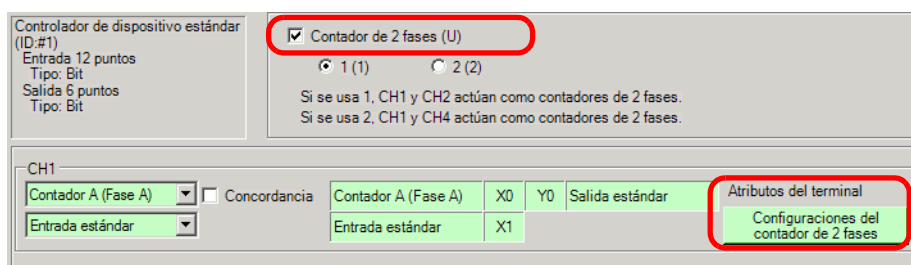 Controlador de dispositivo estándar
(ID:#1)
Entrada 12 puntos
Tipo: Bit
Salida 6 puntos
Tipo: Bit
Contador de 2 fases (U)
1 (1) 2 (2)
Si se usa 1, CH1 y CH2 actúan como contadores de 2 fases.
Si se usa 2, CH1 y CH4 actúan como contadores de 2 fases.
CH1
Contador A (Fase A) Concordancia Contador A (Fase A) X0 Y0 Salida estándar Atributos del terminal
Entrada estándar Entrada estándar X1 Configuraciones del
contador de 2 fases